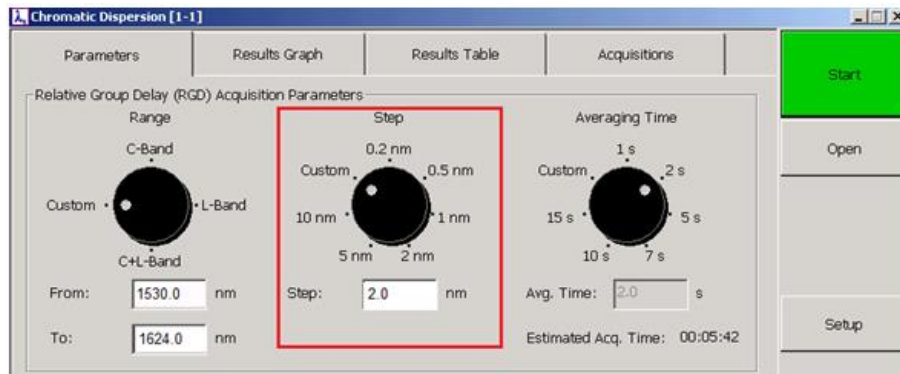 λ Chromatic Dispersion [1-1]
Parameters
Results Graph
Results Table
Acquisitions
Start
Open
Setup
Relative Group Delay (RGD) Acquisition Parameters
Range
C-Band
Custom
L-Band
C+L-Band
From: 1530.0 nm
To: 1624.0 nm
Step
0.2 nm
Custom
0.5 nm
10 nm
1 nm
5 nm
2 nm
Step: 2.0 nm
Averaging Time
1 s
Custom
2 s
15 s
5 s
10 s
7 s
Avg. Time: 2.0 s
Estimated Acq. Time: 00:05:42